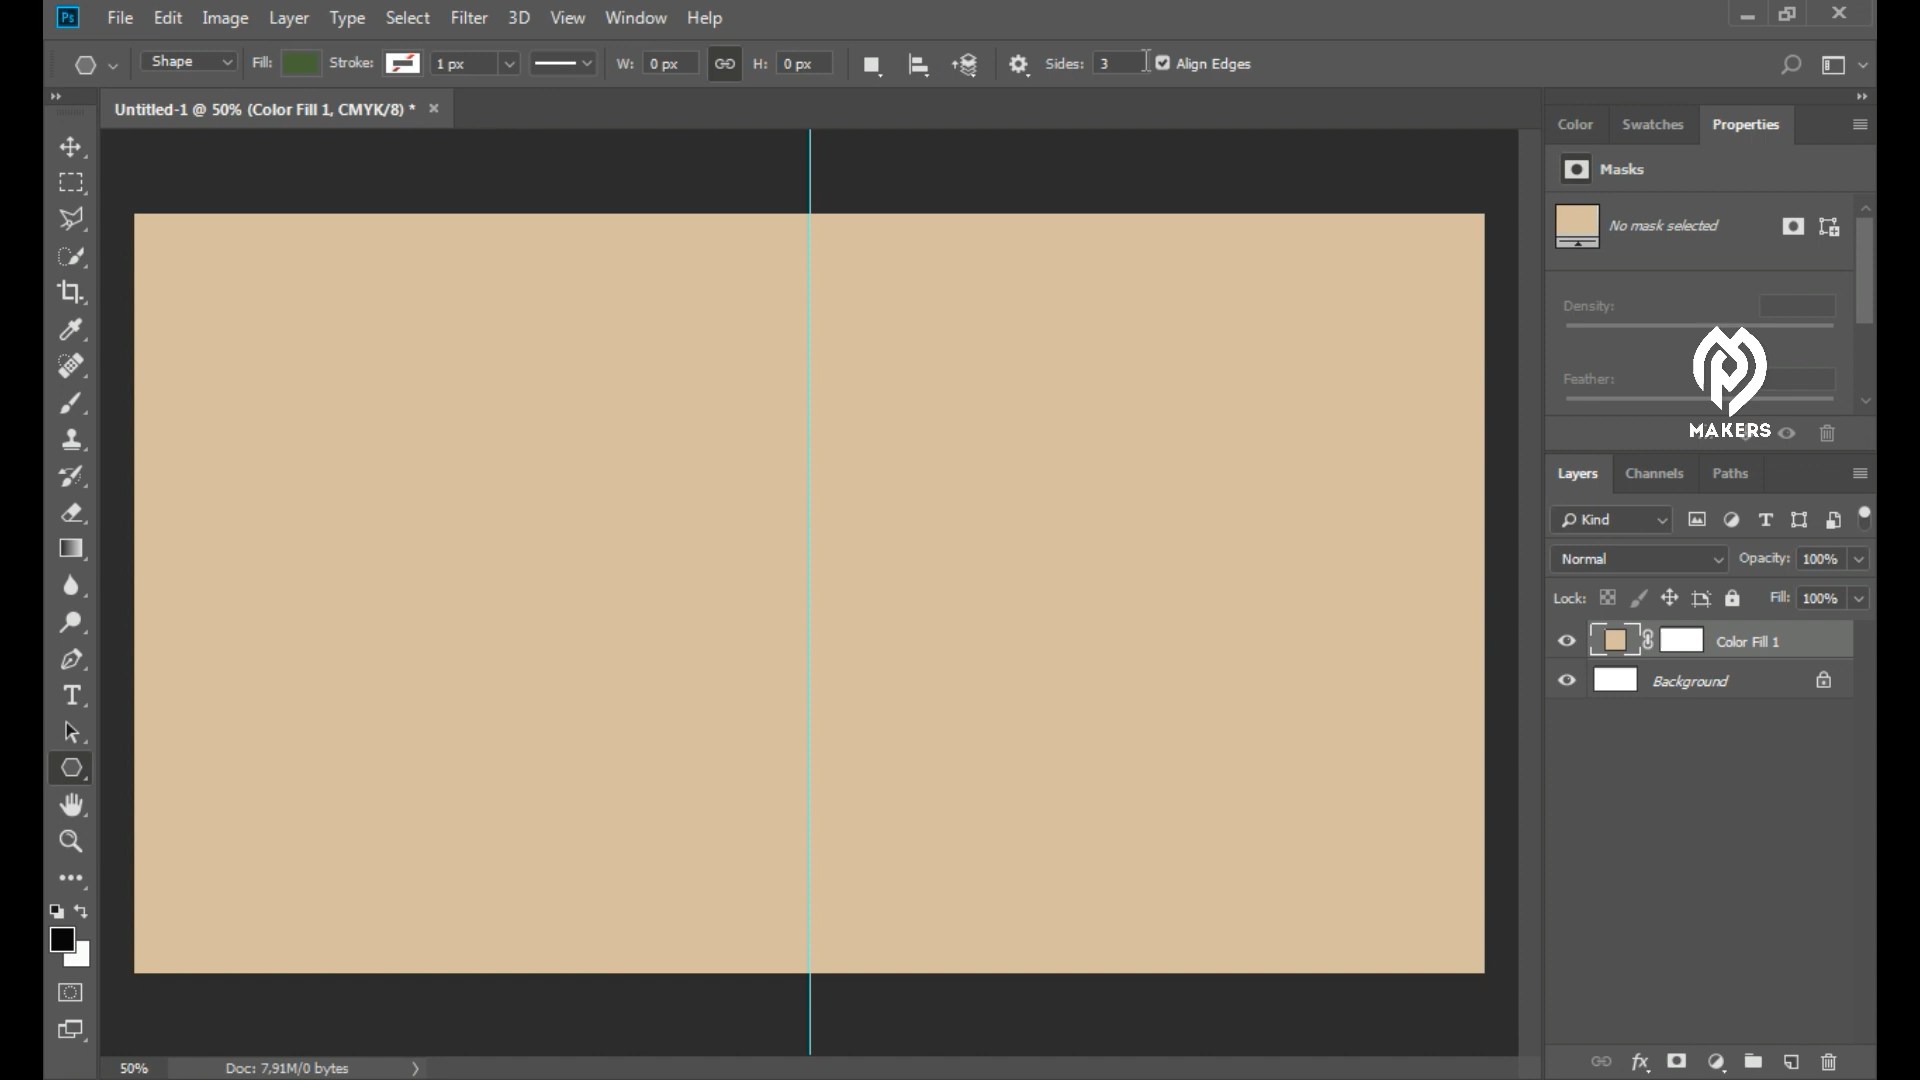 Ps File Edit Image Layer Type Select Filter 3D View Window Help
Shape Fill: Stroke: 1 px W: 0 px H: 0 px Sides: 3 Align Edges
Untitled-1 @ 50% (Color Fill 1, CMYK/8) *
Color Swatches Properties
Masks
No mask selected
Density:
Feather:
MAKERS
Layers Channels Paths
Kind
Normal Opacity: 100%
Lock: Fill: 100%
Color Fill 1
Background
50% Doc: 7,91M/0 bytes